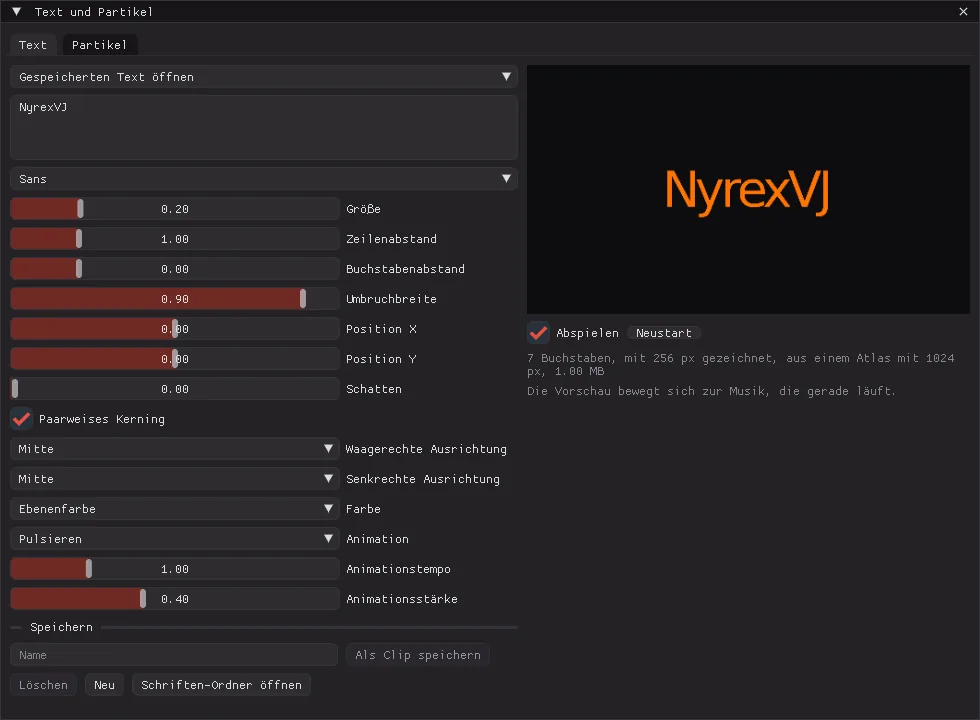 Text und Partikel
Text Partikel
Gespeicherten Text öffnen
NyrexVJ
Sans
0.20 Größe
1.00 Zeilenabstand
0.00 Buchstabenabstand
0.90 Umbruchbreite
0.00 Position X
0.00 Position Y
0.00 Schatten
Paarweises Kerning
Mitte Waagerechte Ausrichtung
Mitte Senkrechte Ausrichtung
Ebenenfarbe Farbe
Pulsieren Animation
1.00 Animationstempo
0.40 Animationsstärke
Speichern
Name Als Clip speichern
Löschen Neu Schriften-Ordner öffnen
NyrexVJ
Abspielen Neustart
7 Buchstaben, mit 256 px gezeichnet, aus einem Atlas mit 1024
px, 1.00 MB
Die Vorschau bewegt sich zur Musik, die gerade läuft.